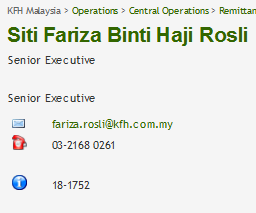 KFH Malaysia > Operations > Central Operations > Remittan
Siti Fariza Binti Haji Rosli
Senior Executive
Senior Executive
fariza.rosli@kfh.com.my
03-2168 0261
18-1752